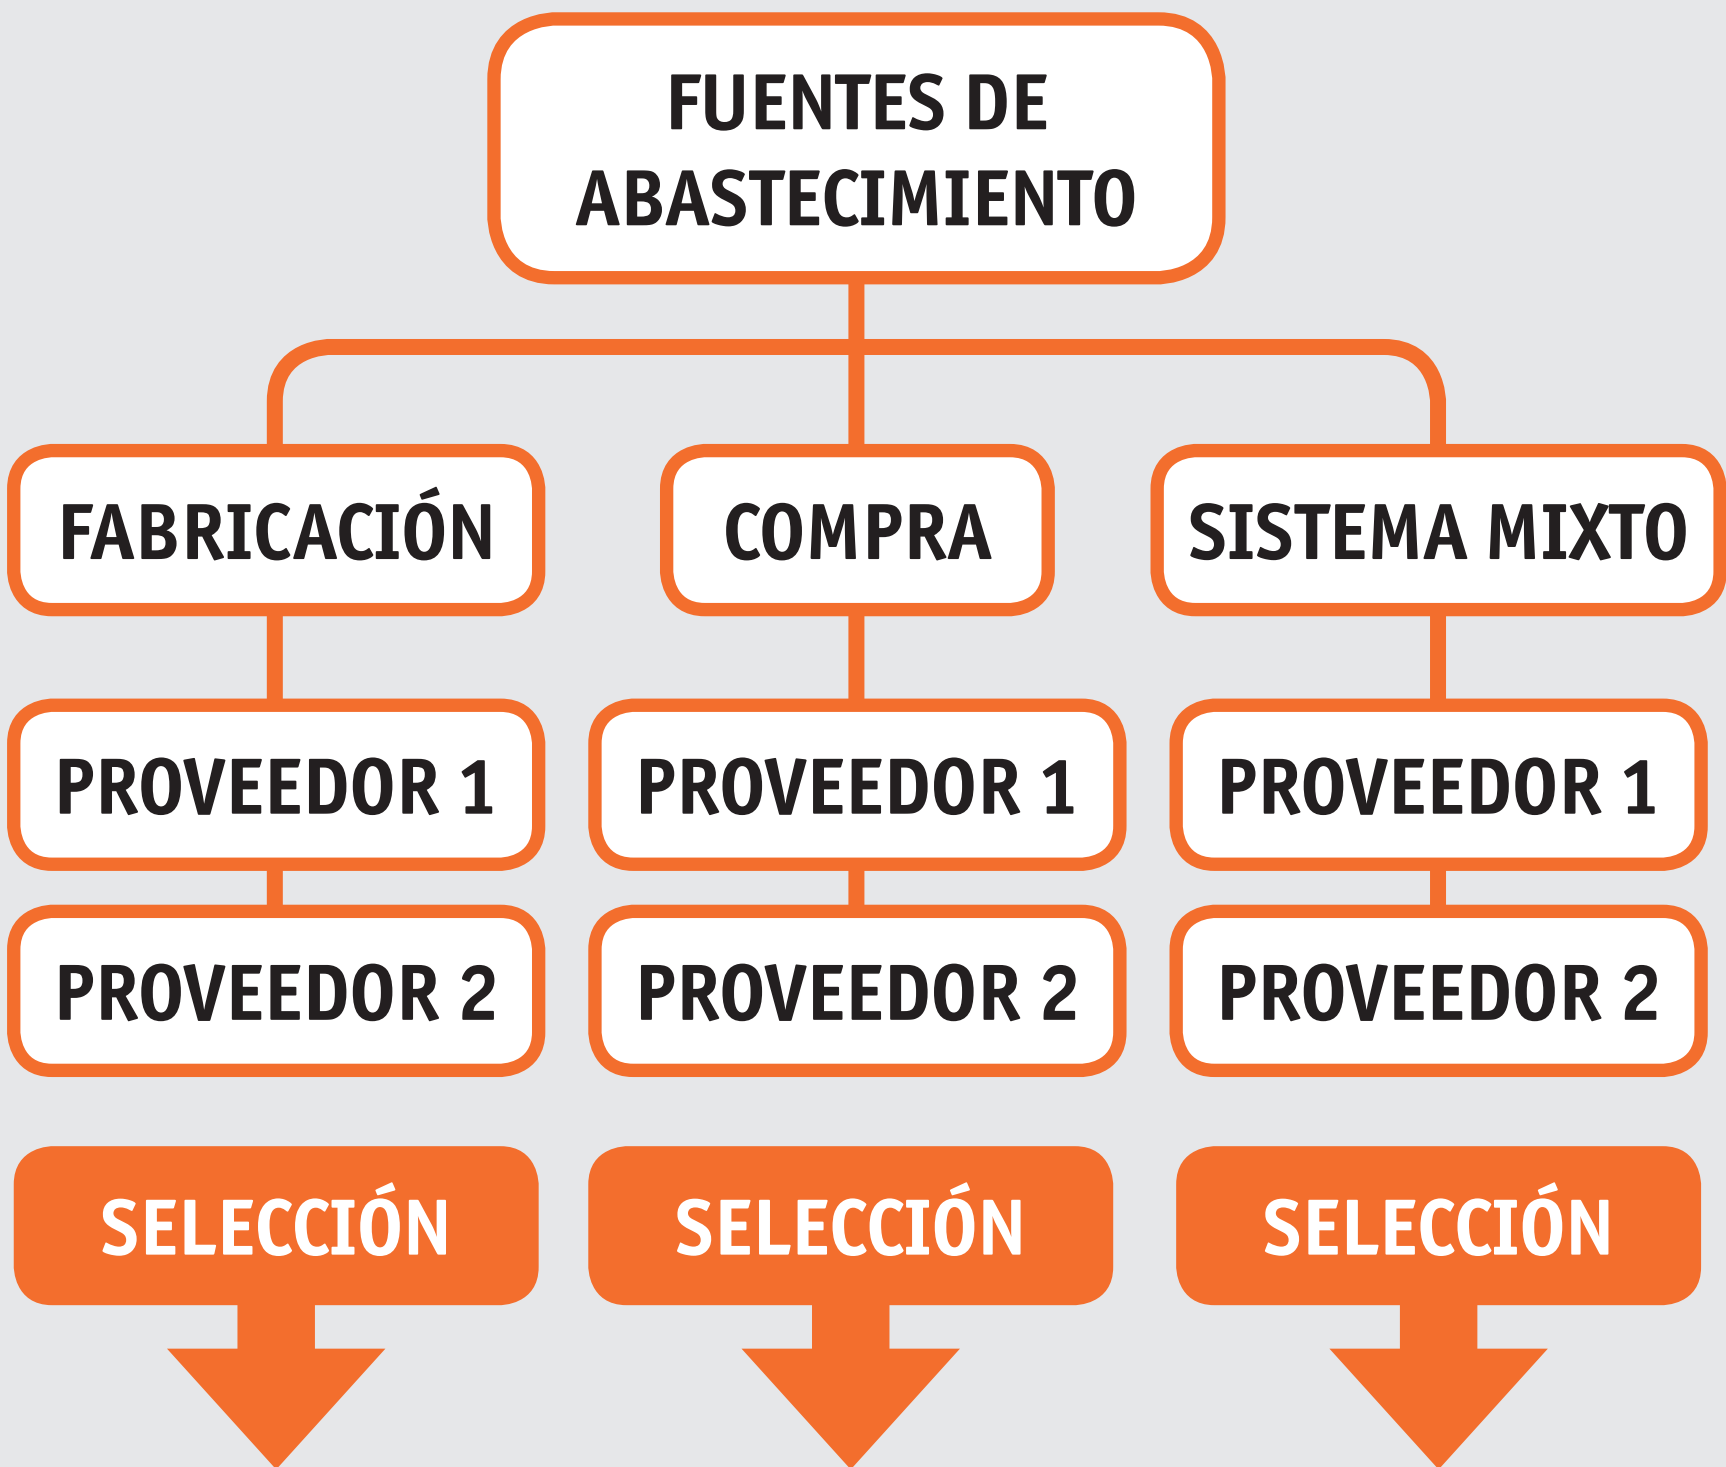 FUENTES DE
ABASTECIMIENTO
FABRICACIÓN
COMPRA
SISTEMA MIXTO
PROVEEDOR 1
PROVEEDOR 1
PROVEEDOR 1
PROVEEDOR 2
PROVEEDOR 2
PROVEEDOR 2
SELECCIÓN
SELECCIÓN
SELECCIÓN